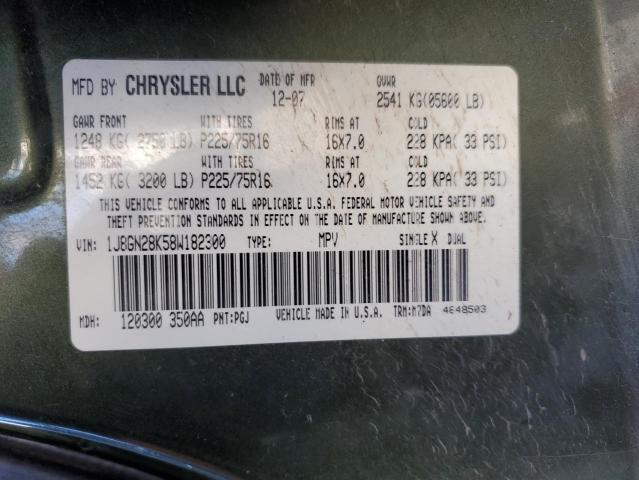 MFD BY CHRYSLER LLC DATE OF MFR GVWR
12-07 2541 KG(05600 LB)
GAWR FRONT WITH TIRES RIMS AT COLD
1248 KG( 2750 LB) P225/75R16 16X7.0 228 KPA( 33 PSI)
GAWR REAR WITH TIRES RIMS AT COLD
1452 KG( 3200 LB) P225/75R16 16X7.0 228 KPA( 33 PSI)
THIS VEHICLE CONFORMS TO ALL APPLICABLE U.S.A. FEDERAL MOTOR VEHICLE SAFETY AND
THEFT PREVENTION STANDARDS IN EFFECT ON THE DATE OF MANUFACTURE SHOWN ABOVE.
VIN: 1J8GN28K58W182300 TYPE: MPV SINGLE X DUAL
MDH: 120300 350AA PNT:PGJ VEHICLE MADE IN U.S.A. TRM:M7DA 4648503